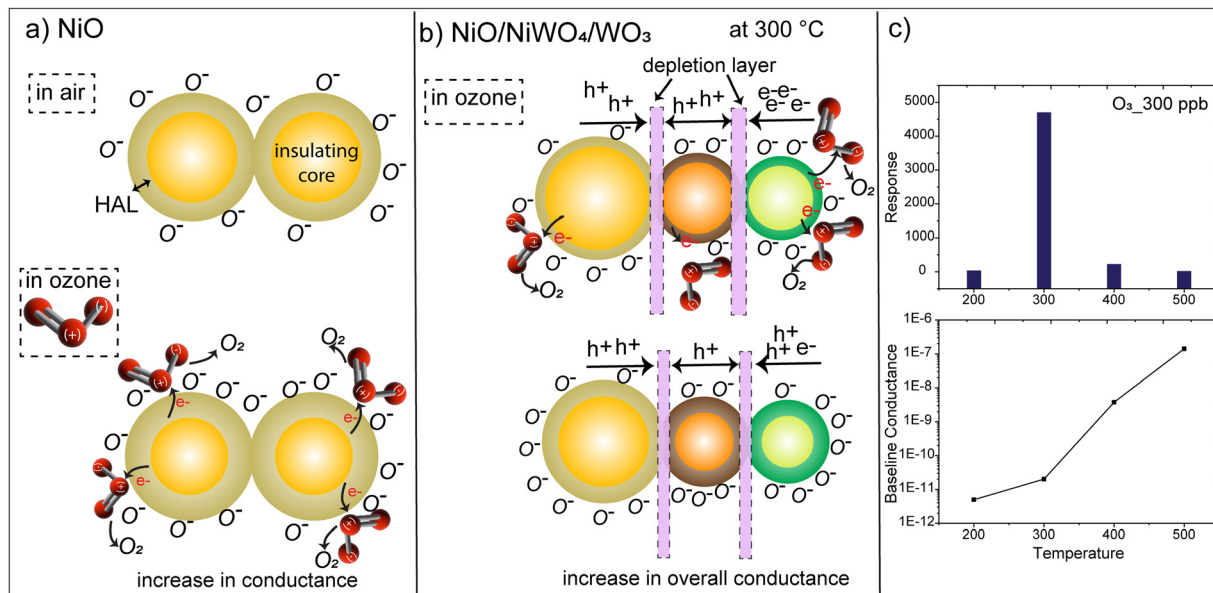 a) NiO
in air
O⁻ O⁻ O⁻ O⁻
O⁻ O⁻
insulating
core
O⁻ O⁻
HAL
O⁻ O⁻ O⁻ O⁻
in ozone
(-)
(+)
O₂ (-) O₂
(+) O⁻ O⁻ O⁻ (+) (-)
O⁻ e- e- O⁻
O⁻ O⁻
(-) (+) e- e-
O⁻ O⁻ O⁻ (+)
O₂ O⁻ O⁻ O₂ (-)
increase in conductance
b) NiO/NiWO₄/WO₃ at 300 °C
in ozone
depletion layer
h+ h+ h+ h+ e-e-
e- e-
O⁻ O⁻ O⁻ O⁻ O⁻ (+) (-)
e- O₂
O⁻ e-
(-) (+) e- e- O⁻ (+)
O⁻ O⁻ O⁻ O⁻ O⁻ O⁻ (-)
O₂ (+) (-) O₂
h+
h+ h+ h+ h+ e-
O⁻ O⁻ O⁻ O⁻ O⁻ O⁻
O⁻ O⁻ O⁻
O⁻ O⁻ O⁻
O⁻ O⁻ O⁻ O⁻ O⁻ O⁻ O⁻
increase in overall conductance
c)
O₃_300 ppb
Response
5000
4000
3000
2000
1000
0
200 300 400 500
Baseline Conductance
1E-6
1E-7
1E-8
1E-9
1E-10
1E-11
1E-12
200 300 400 500
Temperature